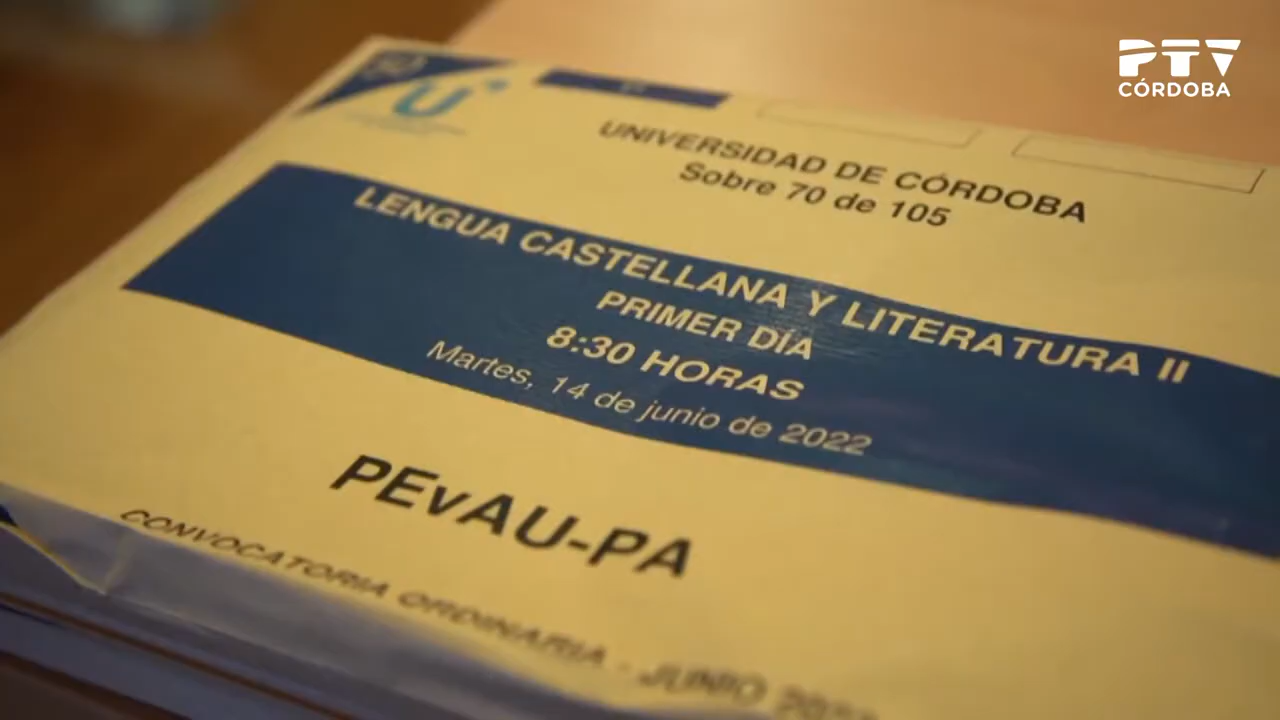 PTV
CÓRDOBA
UNIVERSIDAD DE CÓRDOBA
Sobre 70 de 105
LENGUA CASTELLANA Y LITERATURA II
PRIMER DÍA
8:30 HORAS
Martes, 14 de junio de 2022
PEvAU-PA
CONVOCATORIA ORDINARIA - JUNIO